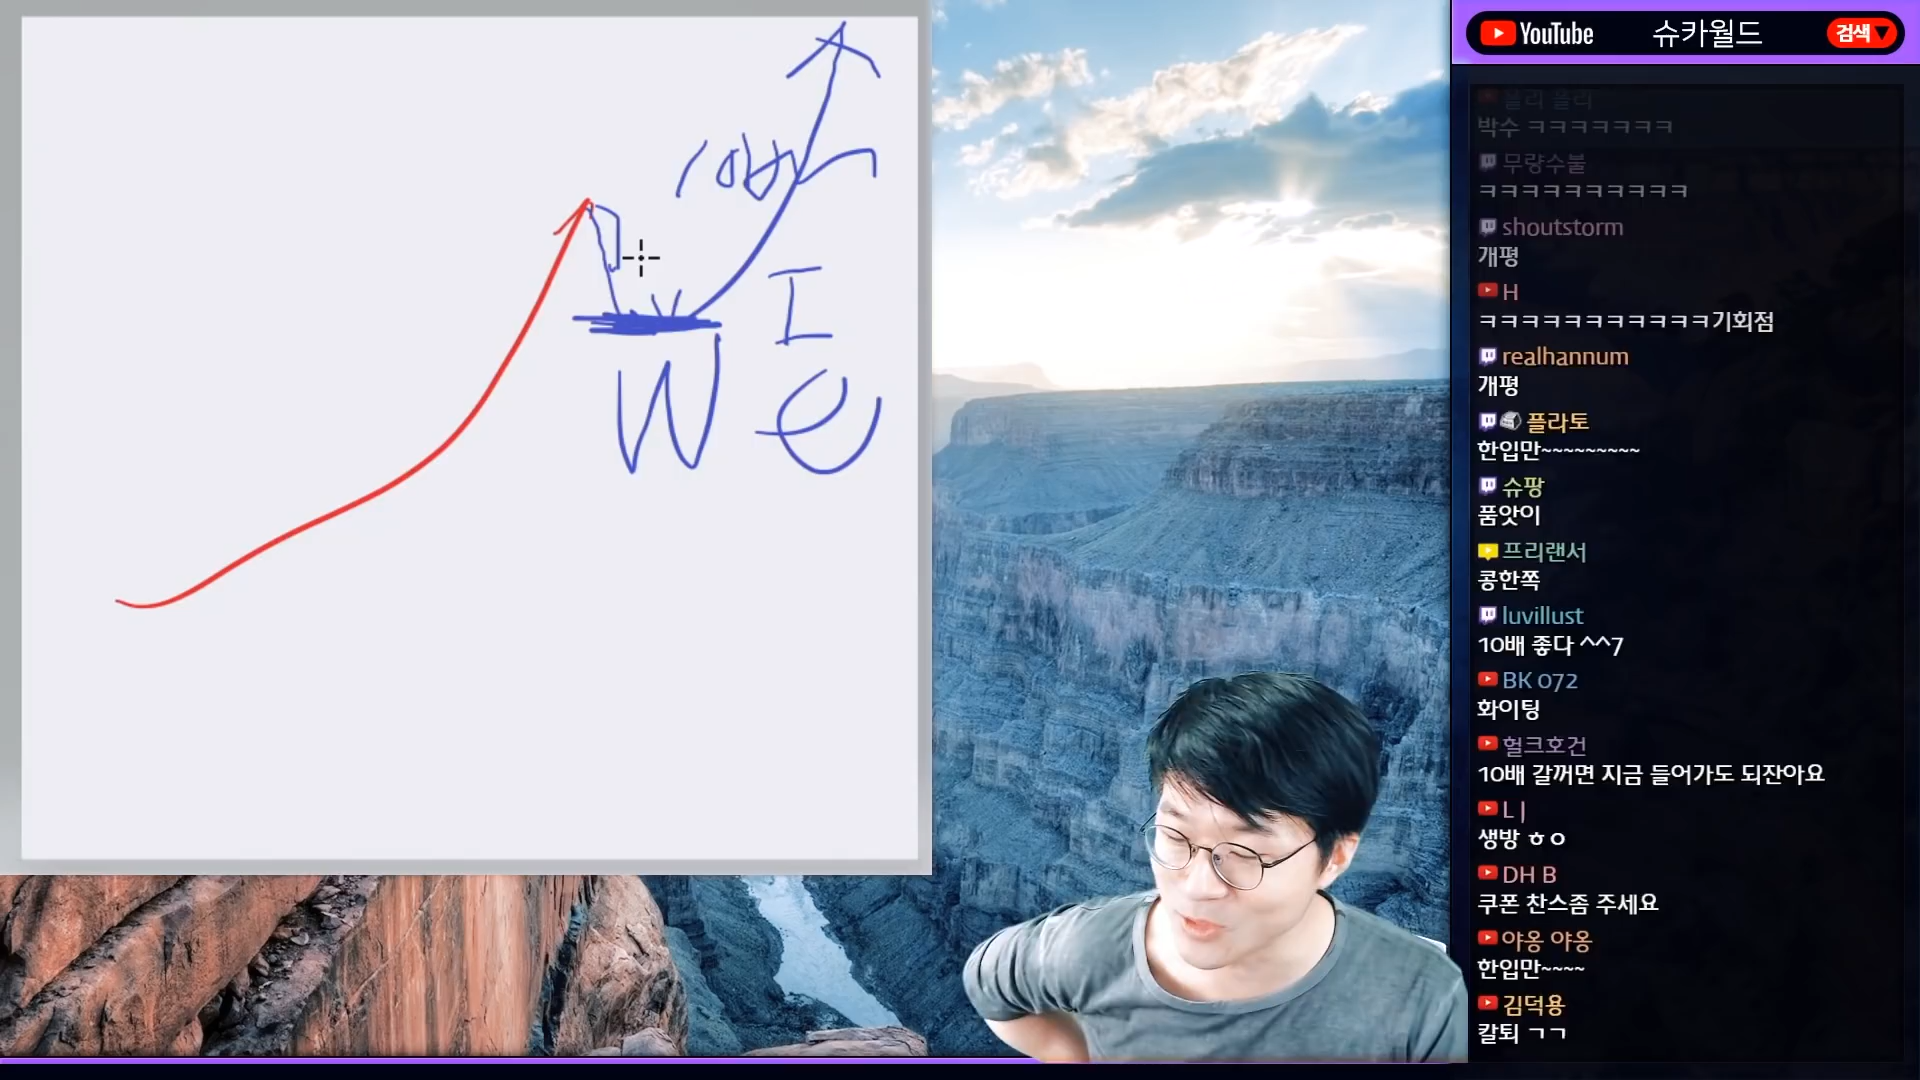 10배
I
W e
YouTube 슈카월드 검색▼
플리 플리
박수 ㅋㅋㅋㅋㅋㅋㅋ
무량수불
ㅋㅋㅋㅋㅋㅋㅋㅋㅋㅋ
shoutstorm
개평
H
ㅋㅋㅋㅋㅋㅋㅋㅋㅋㅋㅋ기회점
realhannum
개평
플라토
한입만~~~~~~~~~
슈팡
품앗이
프리랜서
콩한쪽
luvillust
10배 좋다 ^^7
BK 072
화이팅
헐크호건
10배 갈꺼면 지금 들어가도 되잔아요
L j
생방 ㅎㅇ
DH B
쿠폰 찬스좀 주세요
야옹 야옹
한입만~~~~
김덕용
칼퇴 ㄱㄱ